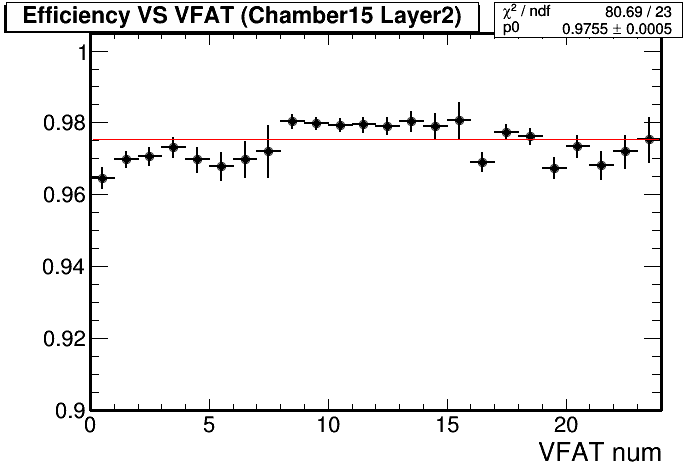 Efficiency VS VFAT (Chamber15 Layer2)
χ² / ndf 80.69 / 23
p0 0.9755 ± 0.0005
1
0.98
0.96
0.94
0.92
0.9
0 5 10 15 20
VFAT num